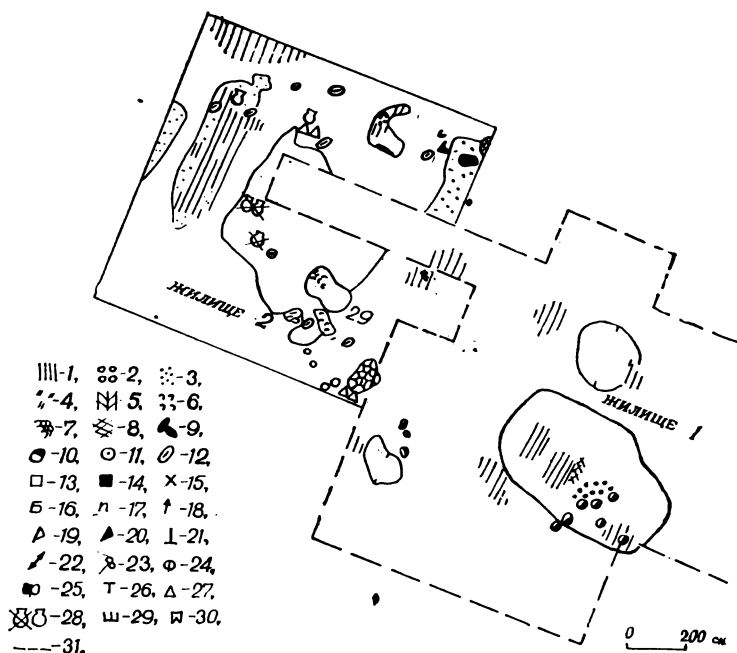 ЖИЛИЩЕ 2
29
ЖИЛИЩЕ 1
-1, -2, -3,
-4, -5, -6,
-7, -8, -9,
-10, -11, -12,
-13, -14, -15,
-16, -17, -18,
-19, -20, -21,
-22, -23, -24,
-25, -26, -27,
-28, -29, -30,
-31.
0 200 см